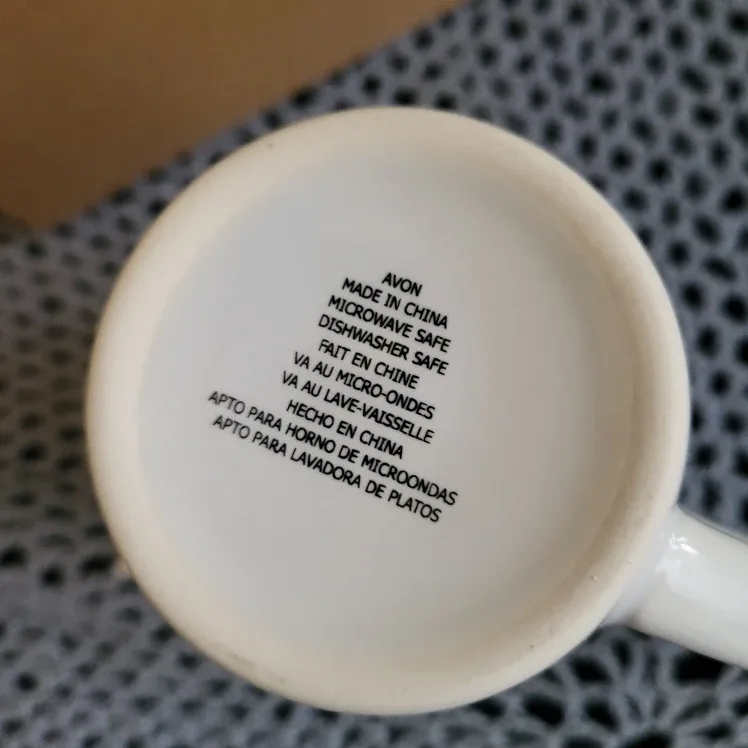 AVON
MADE IN CHINA
MICROWAVE SAFE
DISHWASHER SAFE
FAIT EN CHINE
VA AU MICRO-ONDES
VA AU LAVE-VAISSELLE
HECHO EN CHINA
APTO PARA HORNO DE MICROONDAS
APTO PARA LAVADORA DE PLATOS